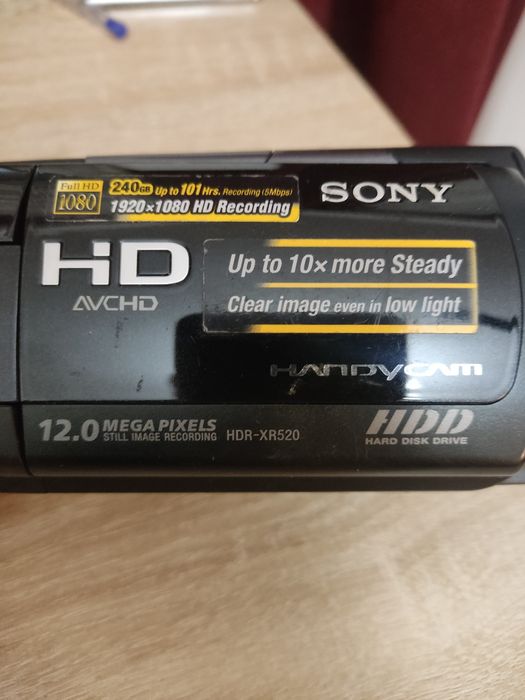 Full HD 1080
240GB Up to 101 Hrs. Recording (5Mbps)
1920×1080 HD Recording
SONY
HD
AVCHD
Up to 10× more Steady
Clear image even in low light
HANDYCAM
12.0 MEGA PIXELS
STILL IMAGE RECORDING
HDR-XR520
HDD
HARD DISK DRIVE